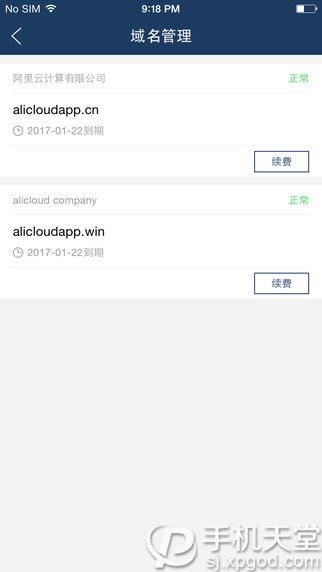 No SIM 9:18 PM
域名管理
阿里云计算有限公司 正常
alicloudapp.cn
2017-01-22到期
续费
alicloud company 正常
alicloudapp.win
2017-01-22到期
续费
手机天堂
sj.xpgod.com